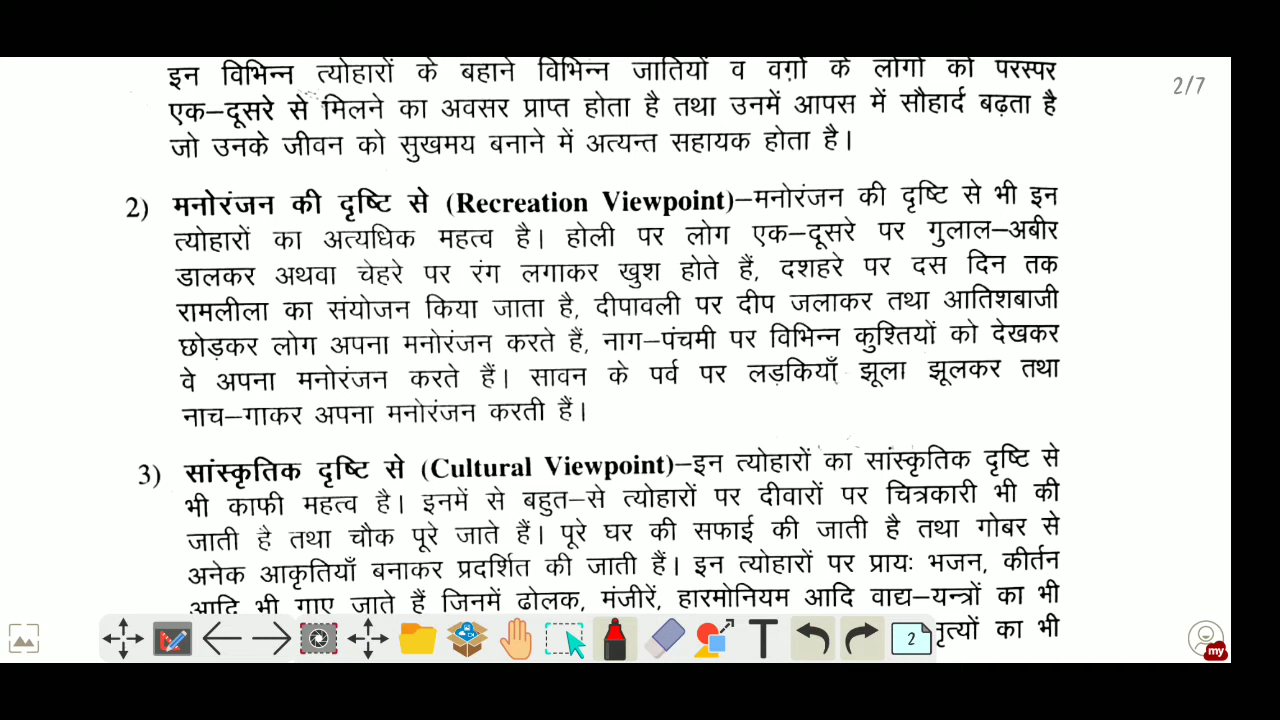 इन विभिन्न त्योहारों के बहाने विभिन्न जातियों व वर्गों के लोगों को परस्पर
2/7
एक–दूसरे से मिलने का अवसर प्राप्त होता है तथा उनमें आपस में सौहार्द बढ़ता है
जो उनके जीवन को सुखमय बनाने में अत्यन्त सहायक होता है।
2) मनोरंजन की दृष्टि से (Recreation Viewpoint)–मनोरंजन की दृष्टि से भी इन
त्योहारों का अत्यधिक महत्व है। होली पर लोग एक–दूसरे पर गुलाल–अबीर
डालकर अथवा चेहरे पर रंग लगाकर खुश होते हैं, दशहरे पर दस दिन तक
रामलीला का संयोजन किया जाता है, दीपावली पर दीप जलाकर तथा आतिशबाजी
छोड़कर लोग अपना मनोरंजन करते हैं, नाग–पंचमी पर विभिन्न कुश्तियों को देखकर
वे अपना मनोरंजन करते हैं। सावन के पर्व पर लड़कियाँ झूला झूलकर तथा
नाच–गाकर अपना मनोरंजन करती हैं।
3) सांस्कृतिक दृष्टि से (Cultural Viewpoint)–इन त्योहारों का सांस्कृतिक दृष्टि से
भी काफी महत्व है। इनमें से बहुत–से त्योहारों पर दीवारों पर चित्रकारी भी की
जाती है तथा चौक पूरे जाते हैं। पूरे घर की सफाई की जाती है तथा गोबर से
अनेक आकृतियाँ बनाकर प्रदर्शित की जाती हैं। इन त्योहारों पर प्रायः भजन, कीर्तन
आदि भी गाए जाते हैं जिनमें ढोलक, मंजीरें, हारमोनियम आदि वाद्य–यन्त्रों का भी
नृत्यों का भी
T
2
my